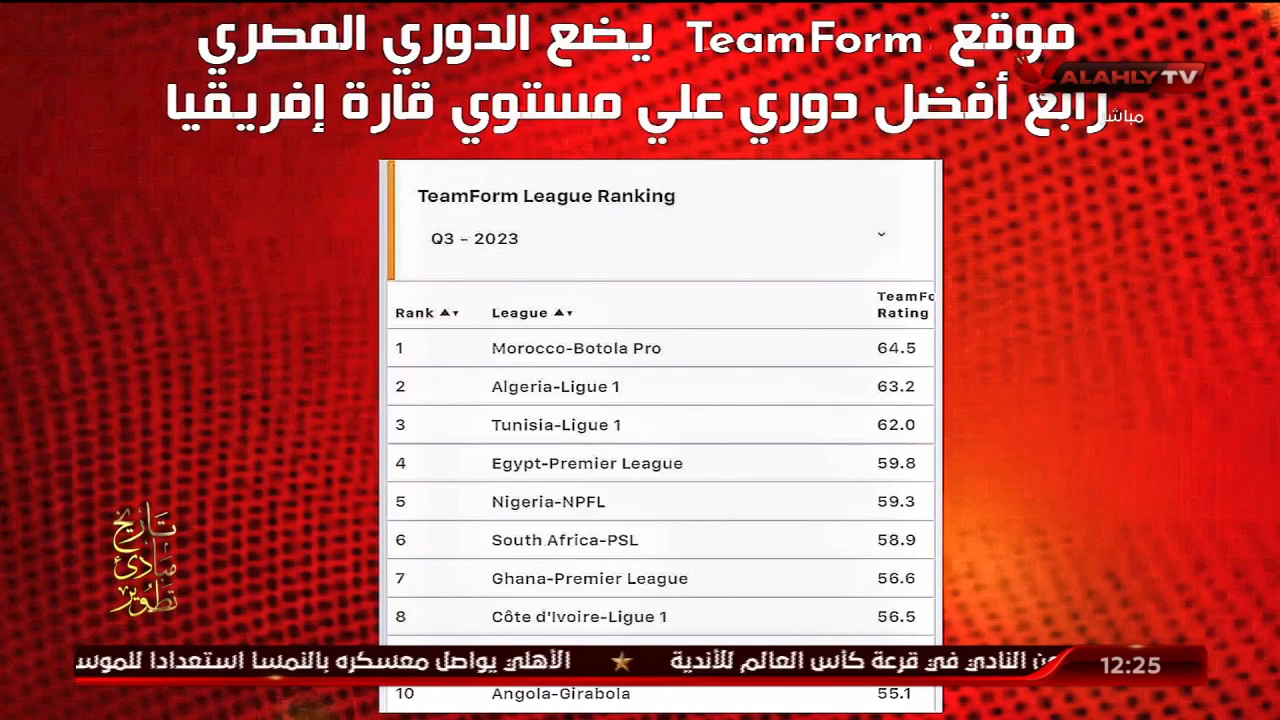 موقع TeamForm يضع الدوري المصري
رابع أفضل دوري علي مستوي قارة إفريقيا
ALAHLY TV
مباشر
TeamForm League Ranking
Q3 - 2023
Rank ▲▼ League ▲▼ TeamFo
Rating
1 Morocco-Botola Pro 64.5
2 Algeria-Ligue 1 63.2
3 Tunisia-Ligue 1 62.0
4 Egypt-Premier League 59.8
5 Nigeria-NPFL 59.3
6 South Africa-PSL 58.9
7 Ghana-Premier League 56.6
8 Côte d'Ivoire-Ligue 1 56.5
10 Angola-Girabola 55.1
تاريخ
مبادئ
تطوير
ن النادي في قرعة كأس العالم للأندية ★ الأهلي يواصل معسكره بالنمسا استعدادا للموس
12:25